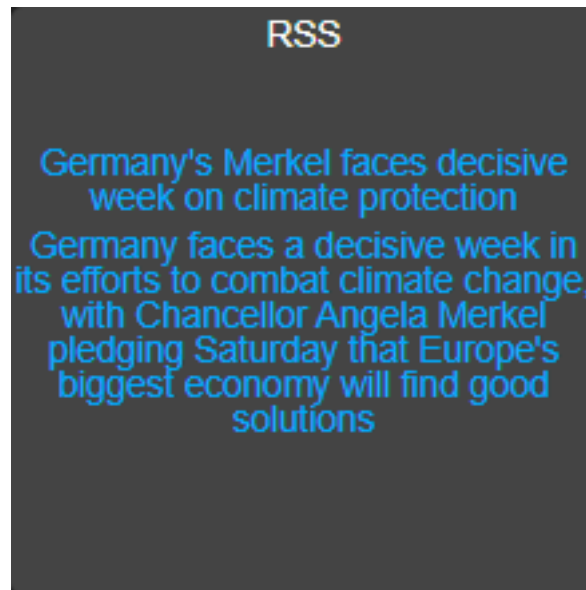 RSS
Germany's Merkel faces decisive
week on climate protection
Germany faces a decisive week in
its efforts to combat climate change,
with Chancellor Angela Merkel
pledging Saturday that Europe's
biggest economy will find good
solutions